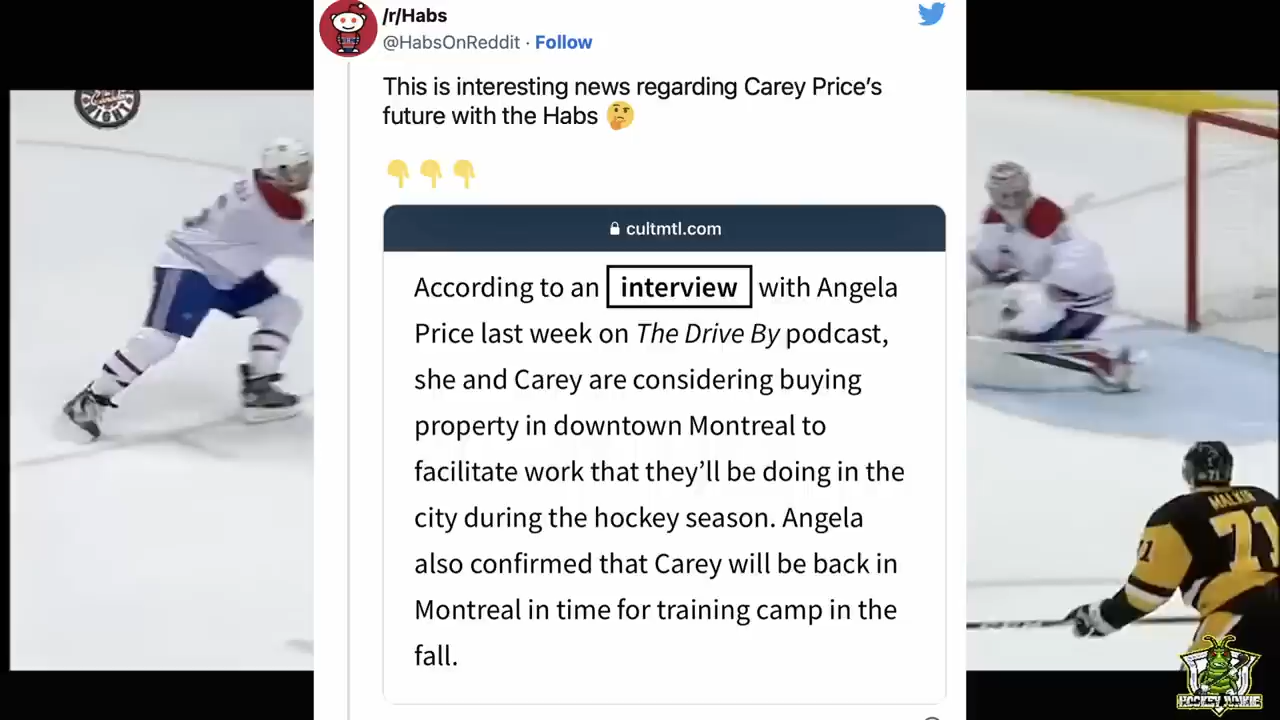 /r/Habs
@HabsOnReddit · Follow
This is interesting news regarding Carey Price’s
future with the Habs 🤔
👇👇👇
cultmtl.com
According to an interview with Angela
Price last week on The Drive By podcast,
she and Carey are considering buying
property in downtown Montreal to
facilitate work that they’ll be doing in the
city during the hockey season. Angela
also confirmed that Carey will be back in
Montreal in time for training camp in the
fall.
MALKIN
71
71
HOCKEY JUNKIE